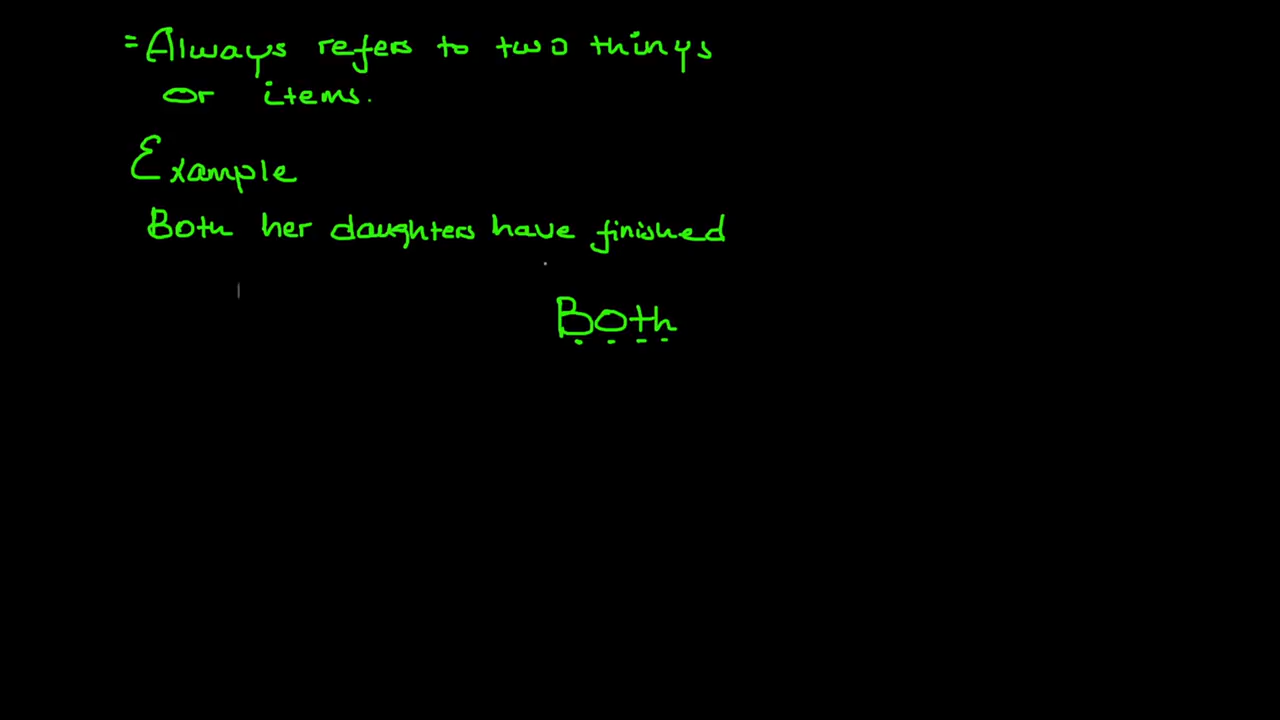 = Always refers to two things
or items.
Example
Both her daughters have finished
Both